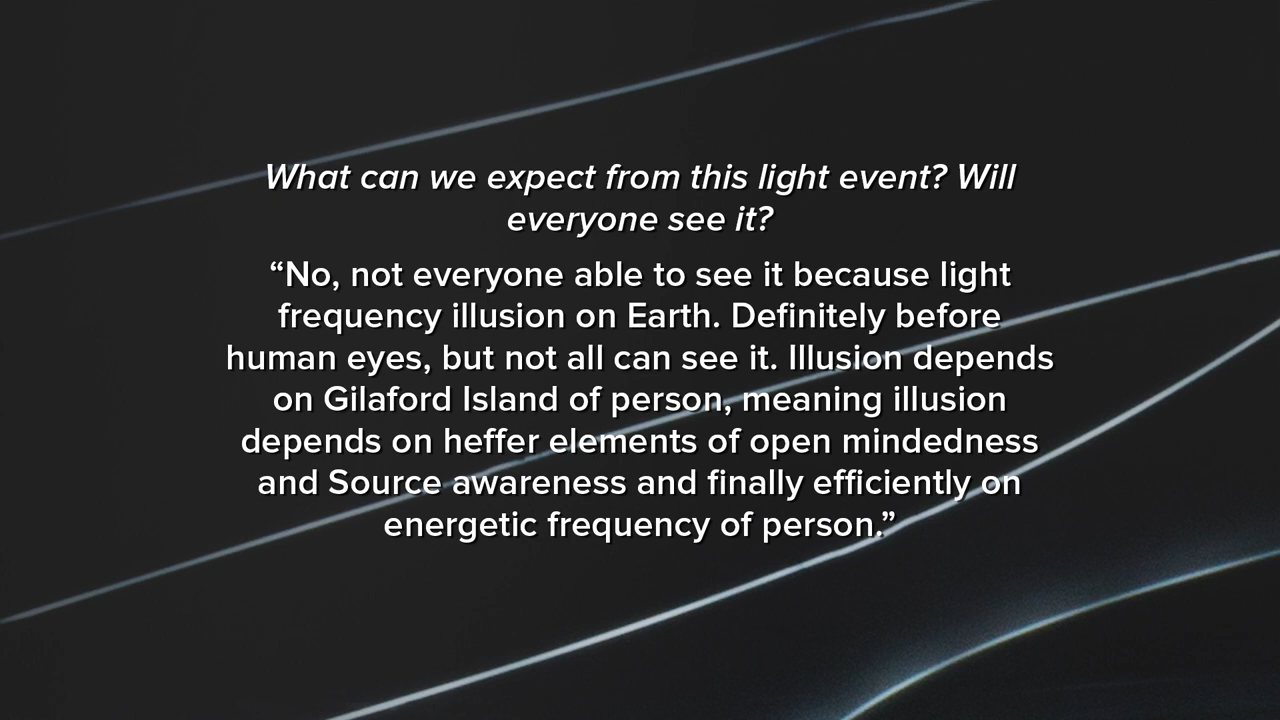 What can we expect from this light event? Will
everyone see it?
“No, not everyone able to see it because light
frequency illusion on Earth. Definitely before
human eyes, but not all can see it. Illusion depends
on Gilaford Island of person, meaning illusion
depends on heffer elements of open mindedness
and Source awareness and finally efficiently on
energetic frequency of person.”